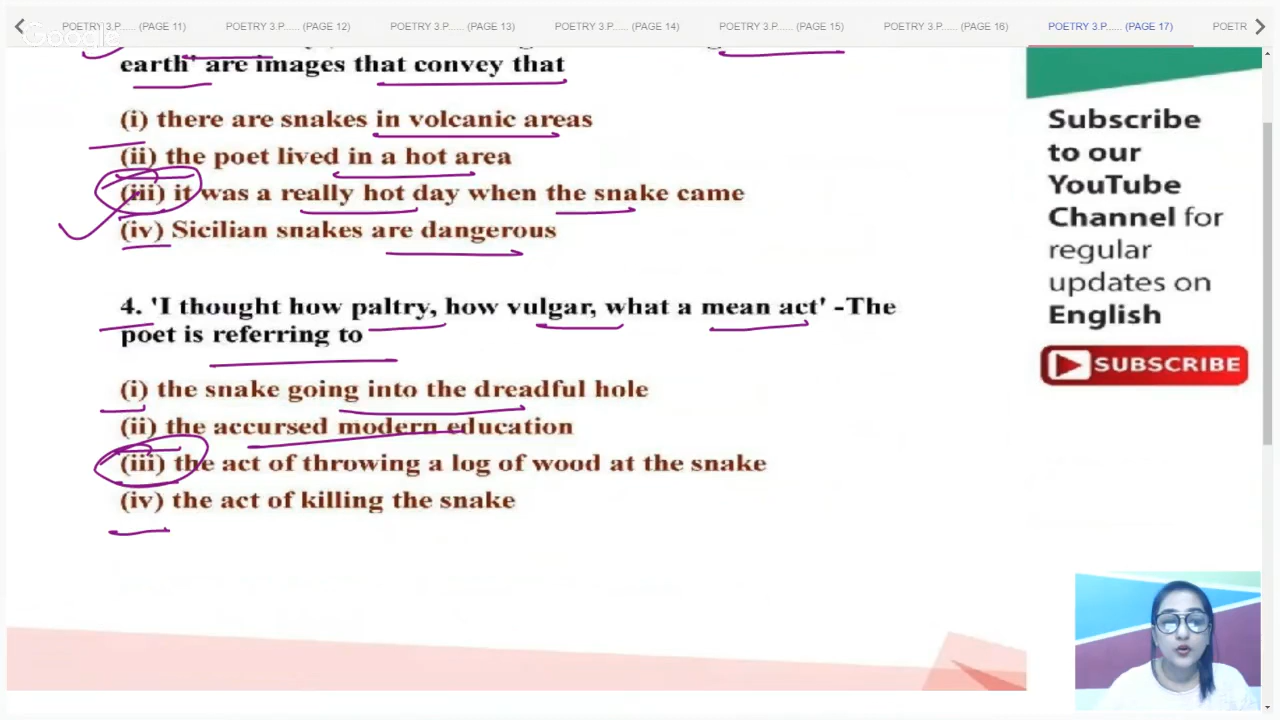 POETRY 3.P...... (PAGE 11)
POETRY 3.P...... (PAGE 12)
POETRY 3.P...... (PAGE 13)
POETRY 3.P...... (PAGE 14)
POETRY 3.P...... (PAGE 15)
POETRY 3.P...... (PAGE 16)
POETRY 3.P...... (PAGE 17)
POETR
Google
earth' are images that convey that
(i) there are snakes in volcanic areas
(ii) the poet lived in a hot area
(iii) it was a really hot day when the snake came
(iv) Sicilian snakes are dangerous
4. 'I thought how paltry, how vulgar, what a mean act' -The
poet is referring to
(i) the snake going into the dreadful hole
(ii) the accursed modern education
(iii) the act of throwing a log of wood at the snake
(iv) the act of killing the snake
Subscribe
to our
YouTube
Channel for
regular
updates on
English
SUBSCRIBE